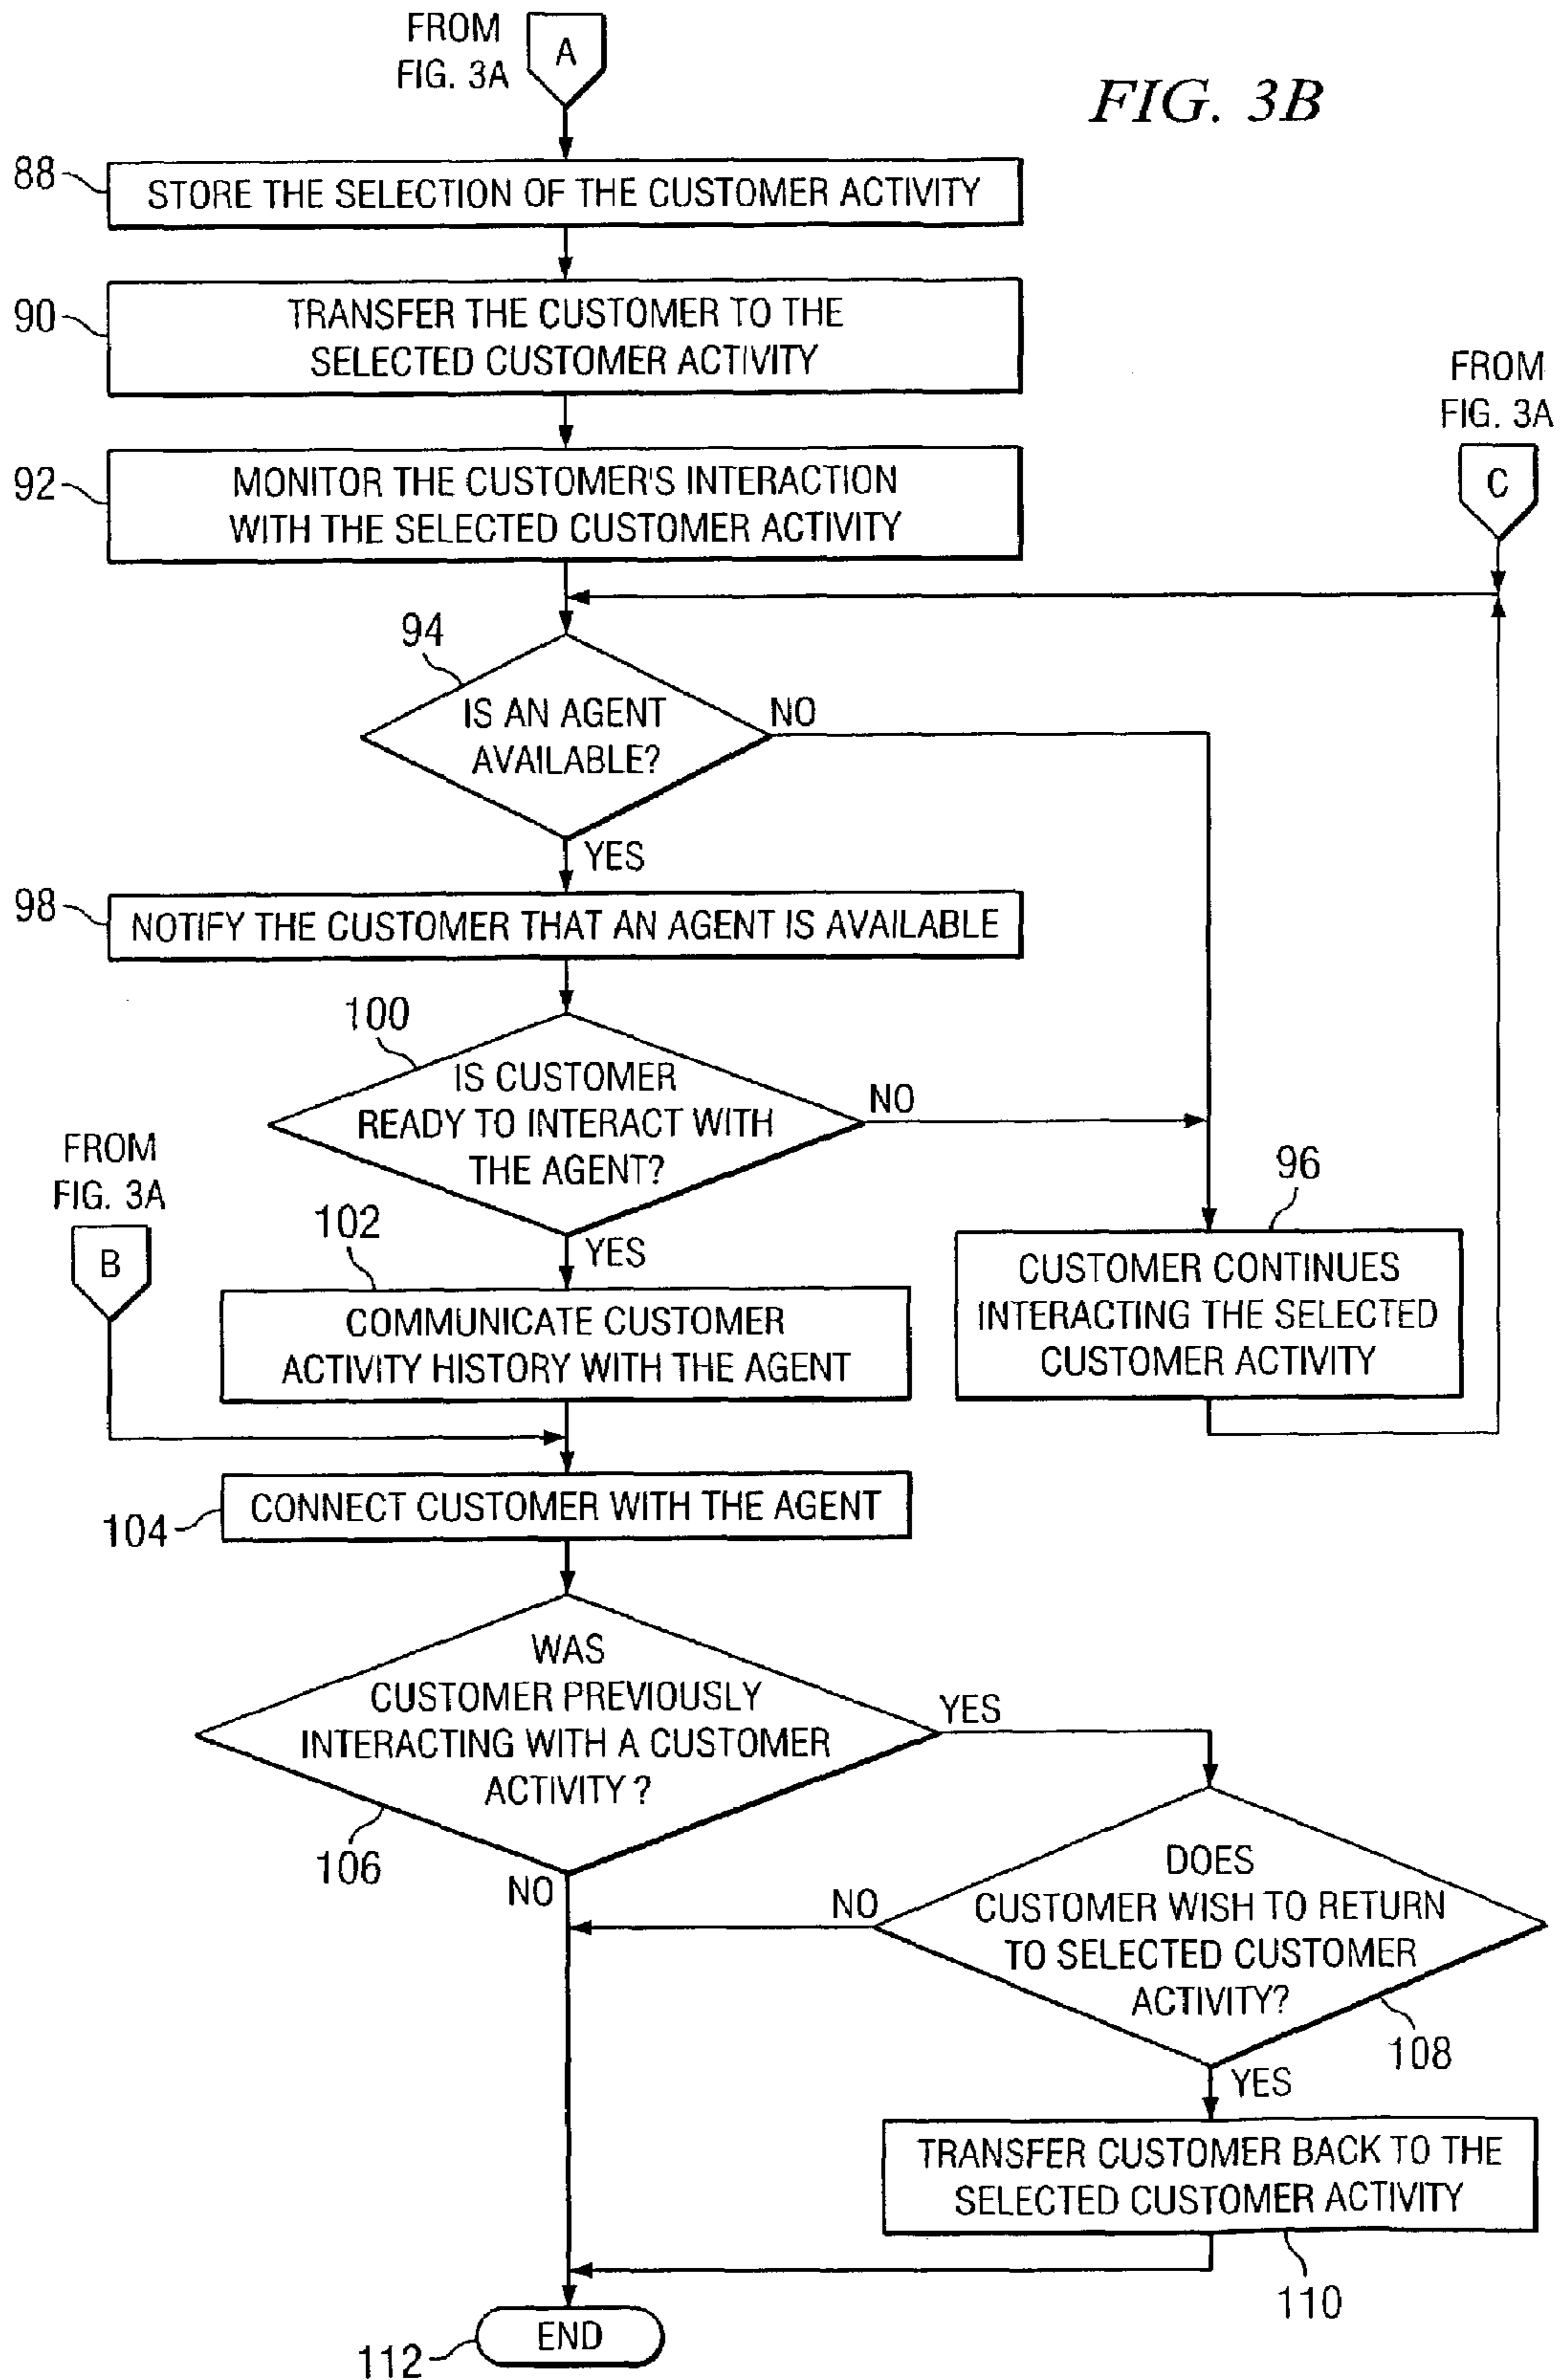 FROM
FIG. 3A
A
FIG. 3B
88
STORE THE SELECTION OF THE CUSTOMER ACTIVITY
90
TRANSFER THE CUSTOMER TO THE
SELECTED CUSTOMER ACTIVITY
92
MONITOR THE CUSTOMER'S INTERACTION
WITH THE SELECTED CUSTOMER ACTIVITY
FROM
FIG. 3A
C
94
IS AN AGENT
AVAILABLE?
NO
YES
98
NOTIFY THE CUSTOMER THAT AN AGENT IS AVAILABLE
100
IS CUSTOMER
READY TO INTERACT WITH
THE AGENT?
NO
YES
96
CUSTOMER CONTINUES
INTERACTING THE SELECTED
CUSTOMER ACTIVITY
FROM
FIG. 3A
B
102
COMMUNICATE CUSTOMER
ACTIVITY HISTORY WITH THE AGENT
104
CONNECT CUSTOMER WITH THE AGENT
WAS
CUSTOMER PREVIOUSLY
INTERACTING WITH A CUSTOMER
ACTIVITY ?
106
YES
NO
DOES
CUSTOMER WISH TO RETURN
TO SELECTED CUSTOMER
ACTIVITY?
108
NO
YES
TRANSFER CUSTOMER BACK TO THE
SELECTED CUSTOMER ACTIVITY
110
END
112